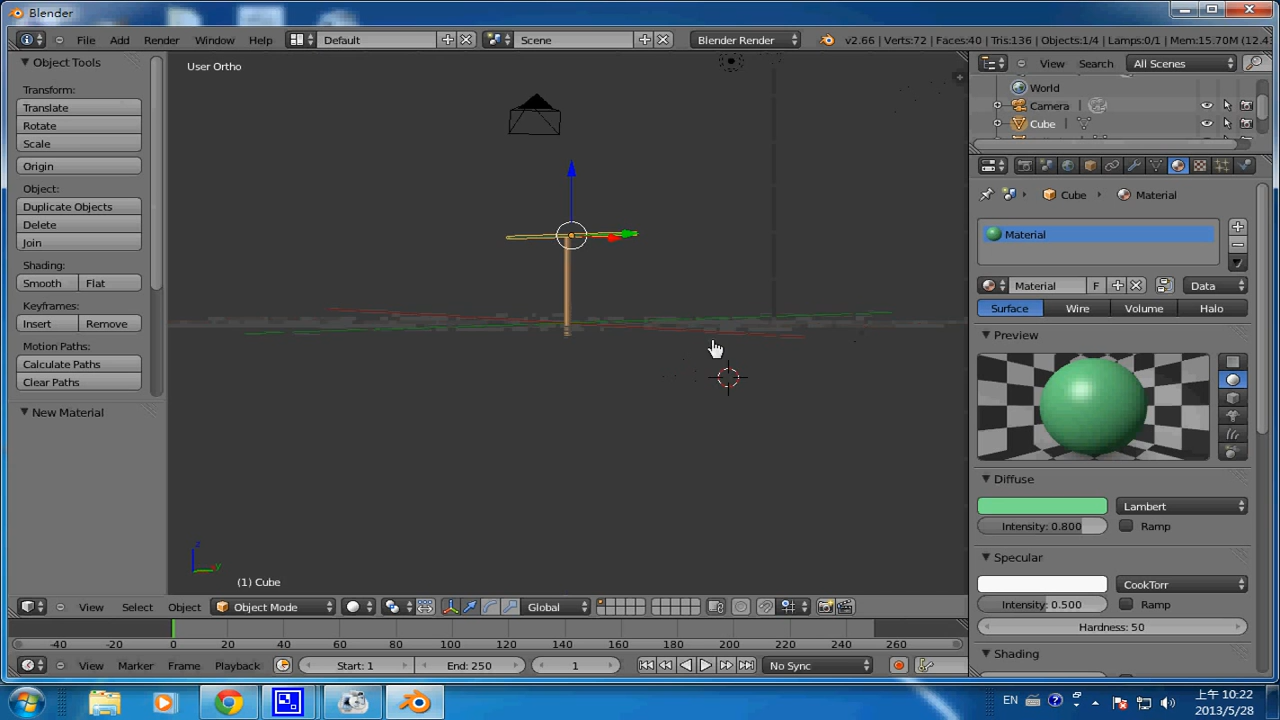 Blender
File Add Render Window Help Default Scene Blender Render v2.66 | Verts:72 | Faces:40 | Tris:136 | Objects:1/4 | Lamps:0/1 | Mem:15.70M (12.4
Object Tools
User Ortho
View Search All Scenes
Transform:
Translate
World
Camera
Rotate
Cube
Scale
Origin
Cube Material
Object:
Duplicate Objects
Delete
Material
Join
Shading:
Smooth Flat
Material F Data
Keyframes:
Surface Wire Volume Halo
Insert Remove
Preview
Motion Paths:
Calculate Paths
Clear Paths
New Material
Diffuse
Lambert
Intensity: 0.800 Ramp
Specular
z
y
(1) Cube
CookTorr
View Select Object Object Mode Global
Intensity: 0.500 Ramp
Hardness: 50
-40 -20 0 20 40 60 80 100 120 140 160 180 200 220 240 260
Shading
View Marker Frame Playback Start: 1 End: 250 1 No Sync
EN 上午 10:22
2013/5/28